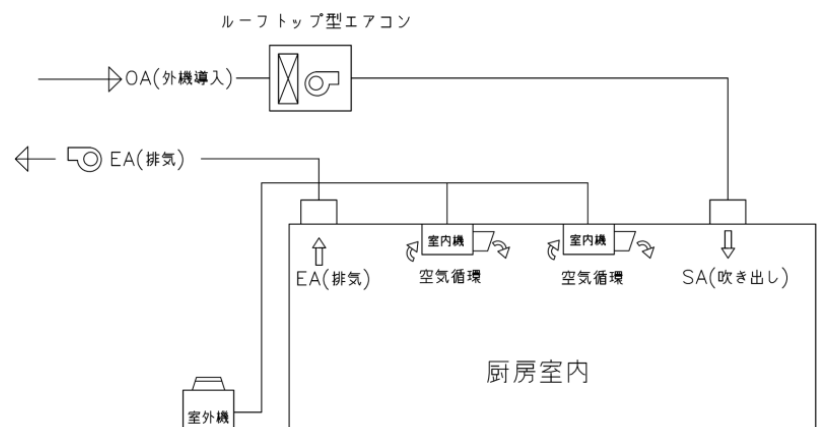 ルーフトップ型エアコン
OA(外機導入)
EA(排気)
室内機
室内機
EA(排気)
空気循環
空気循環
SA(吹き出し)
厨房室内
室外機